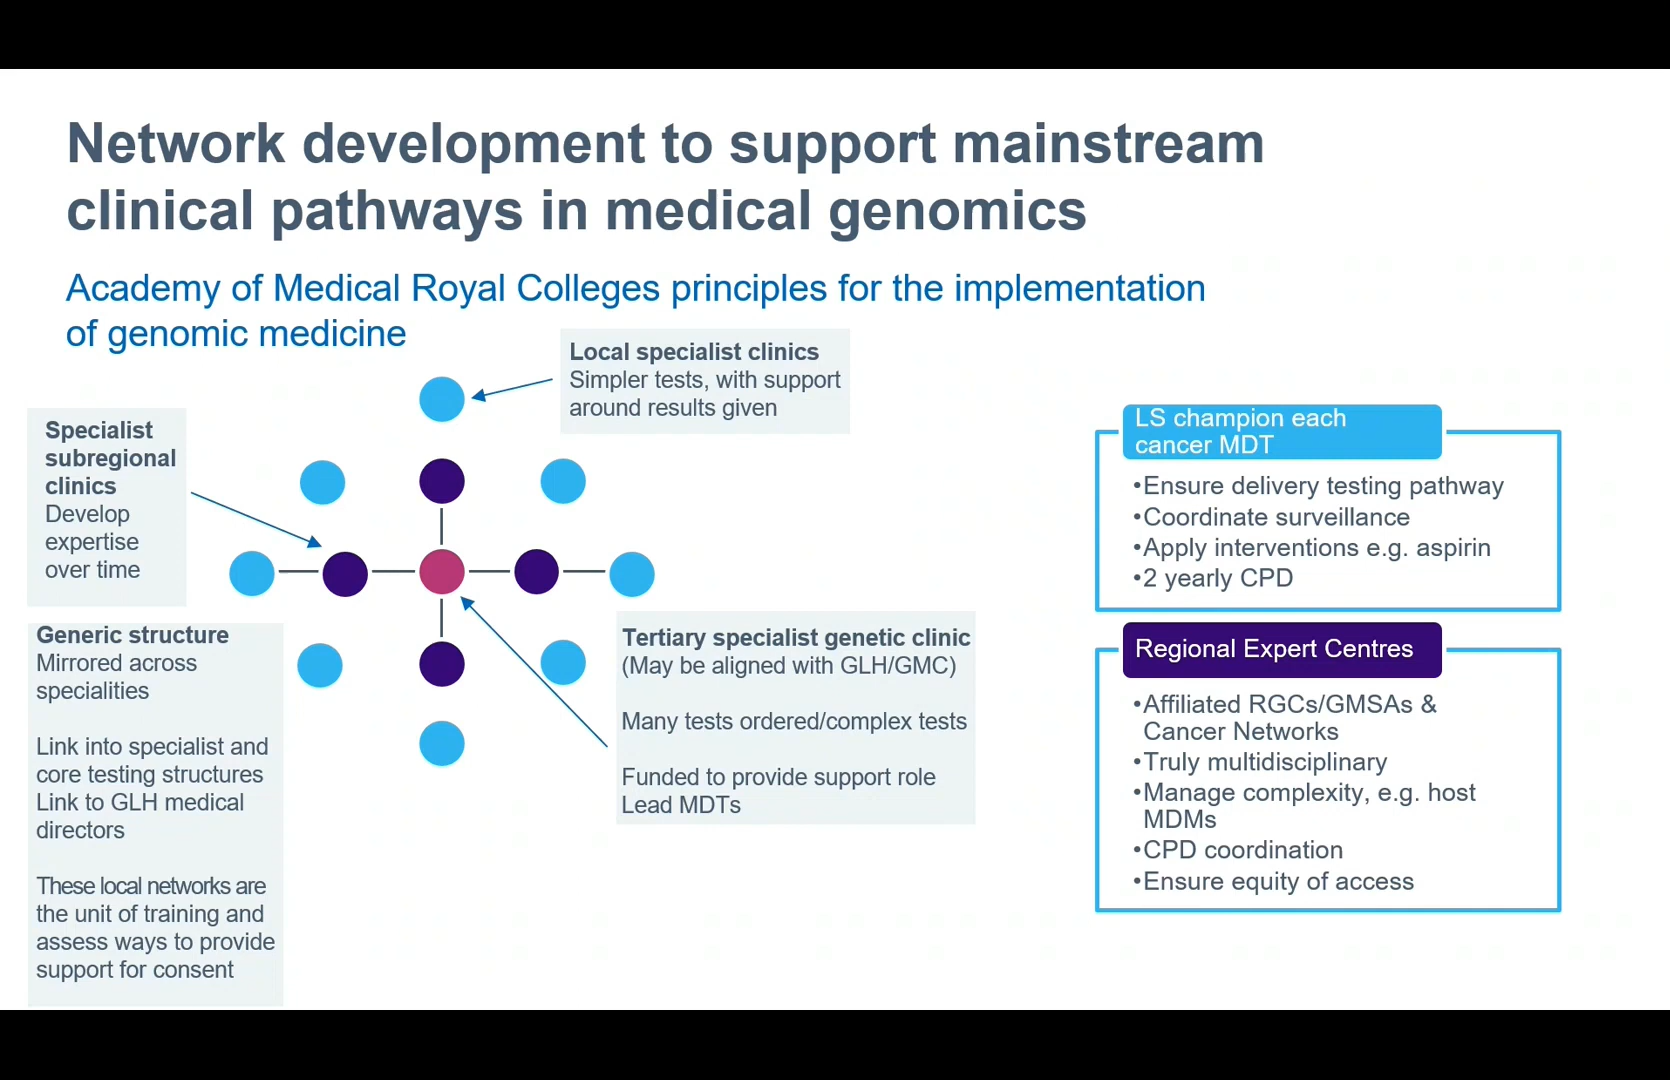 Network development to support mainstream
clinical pathways in medical genomics
Academy of Medical Royal Colleges principles for the implementation
of genomic medicine
Local specialist clinics
Simpler tests, with support
around results given
Specialist
subregional
clinics
Develop
expertise
over time
Generic structure
Mirrored across
specialities
Link into specialist and
core testing structures
Link to GLH medical
directors
These local networks are
the unit of training and
assess ways to provide
support for consent
Tertiary specialist genetic clinic
(May be aligned with GLH/GMC)
Many tests ordered/complex tests
Funded to provide support role
Lead MDTs
LS champion each
cancer MDT
•Ensure delivery testing pathway
•Coordinate surveillance
•Apply interventions e.g. aspirin
•2 yearly CPD
Regional Expert Centres
•Affiliated RGCs/GMSAs &
Cancer Networks
•Truly multidisciplinary
•Manage complexity, e.g. host
MDMs
•CPD coordination
•Ensure equity of access